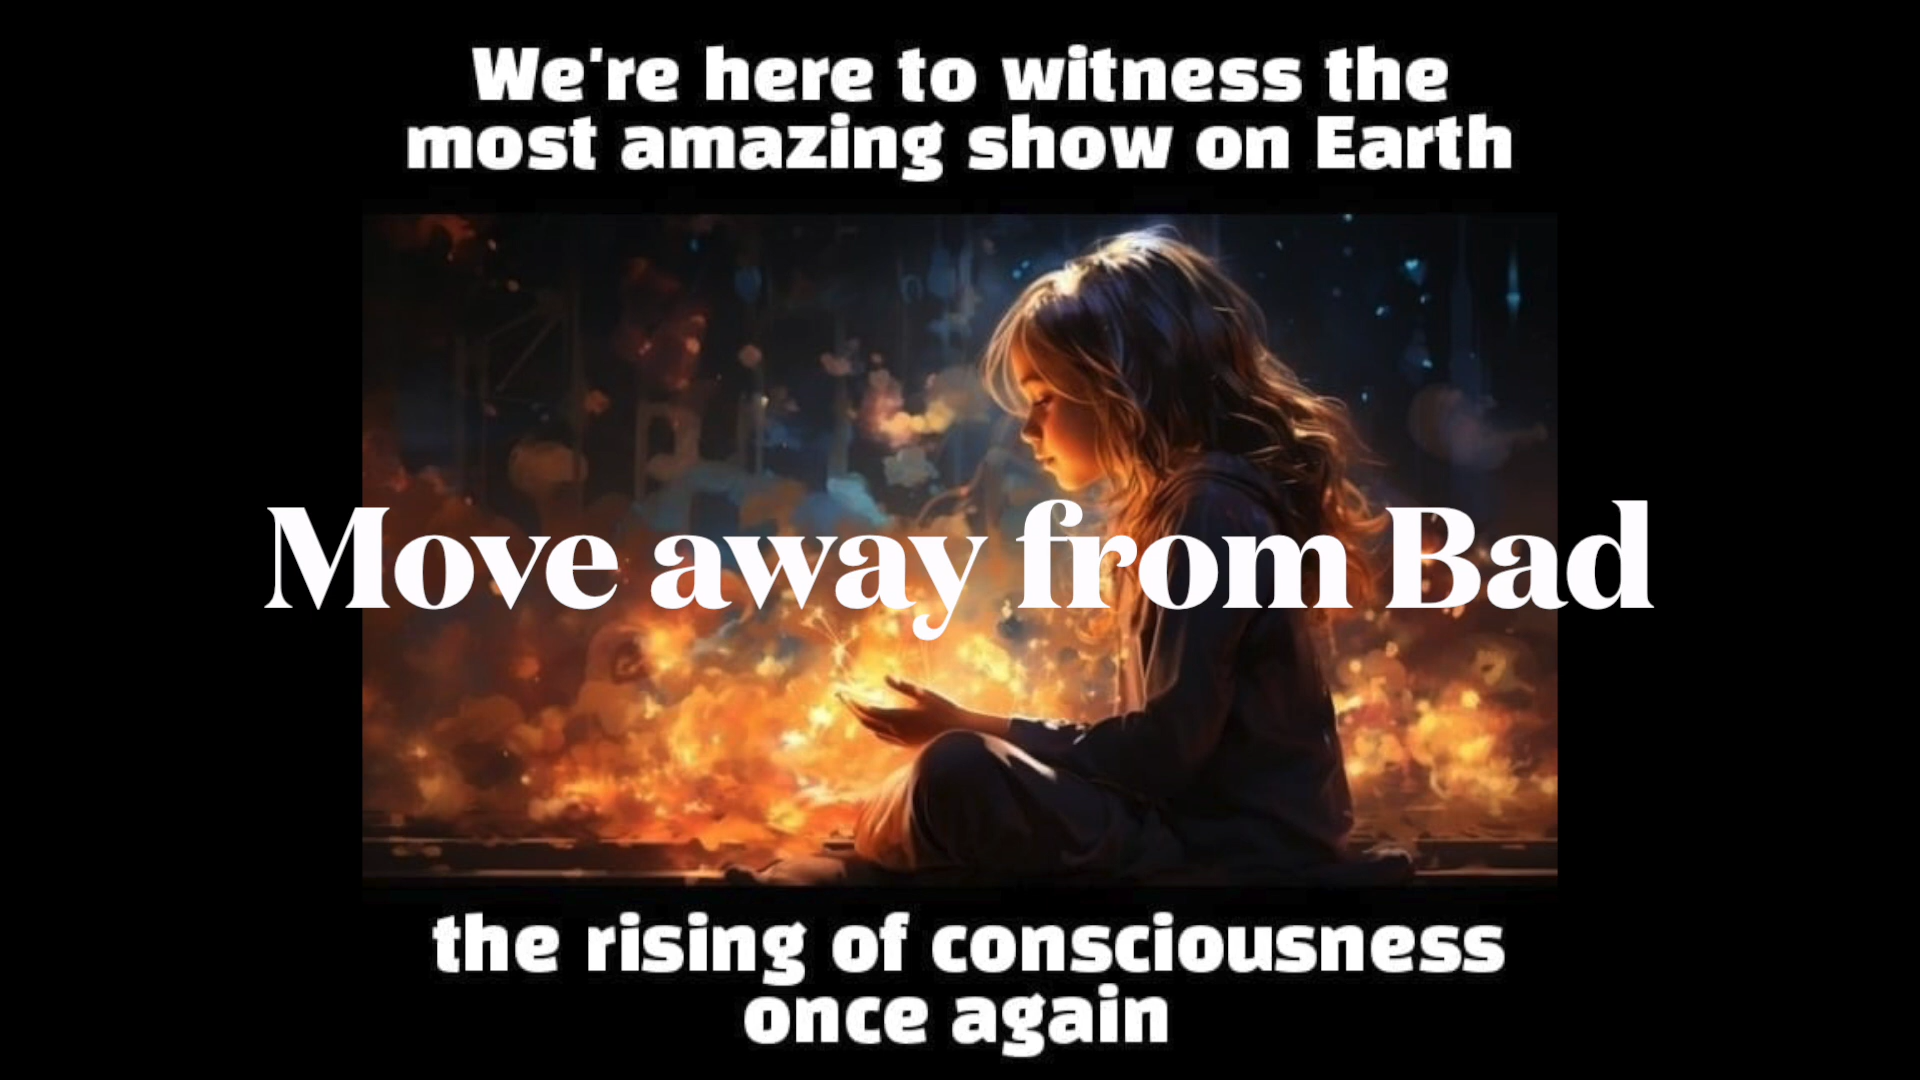 We're here to witness the
most amazing show on Earth
Move away from Bad
the rising of consciousness
once again